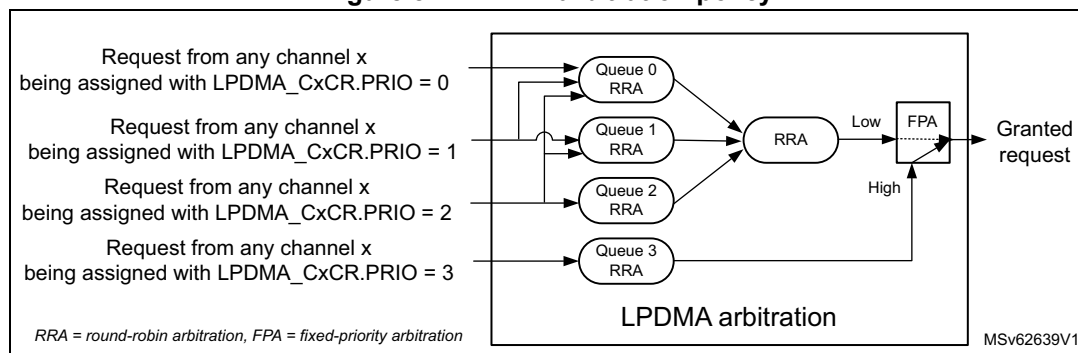 Request from any channel x
being assigned with LPDMA_CxCR.PRIO = 0
Request from any channel x
being assigned with LPDMA_CxCR.PRIO = 1
Request from any channel x
being assigned with LPDMA_CxCR.PRIO = 2
Request from any channel x
being assigned with LPDMA_CxCR.PRIO = 3
Queue 0
RRA
Queue 1
RRA
Queue 2
RRA
Queue 3
RRA
RRA
Low
FPA
High
Granted
request
LPDMA arbitration
RRA = round-robin arbitration, FPA = fixed-priority arbitration
MSv62639V1